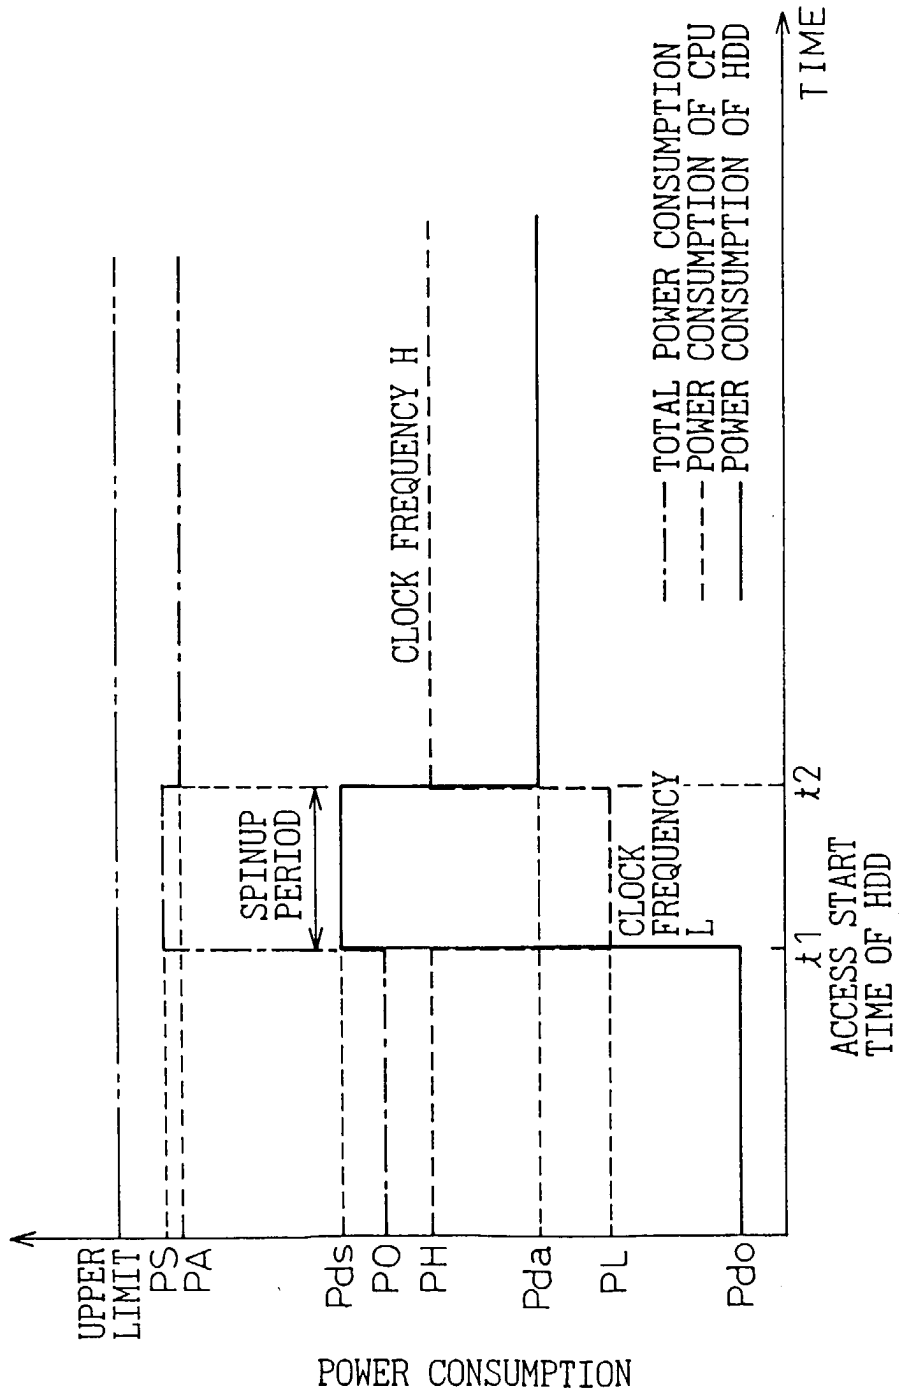 UPPER
LIMIT
PS
PA
Pds
PO
PH
Pda
PL
Pdo
POWER CONSUMPTION
SPINUP
PERIOD
CLOCK FREQUENCY H
CLOCK
FREQUENCY
L
TOTAL POWER CONSUMPTION
POWER CONSUMPTION OF CPU
POWER CONSUMPTION OF HDD
t1
t2
TIME
ACCESS START
TIME OF HDD